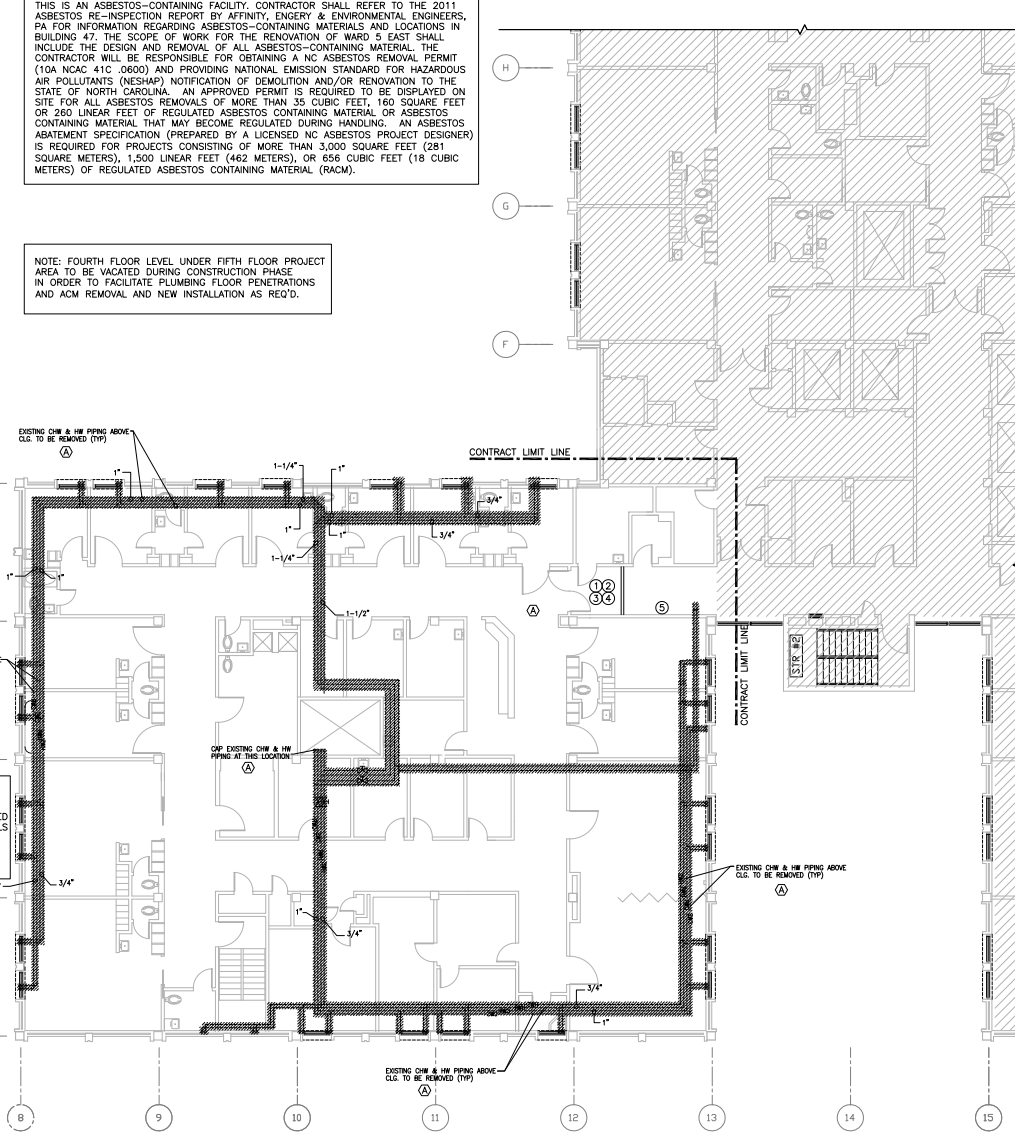 THIS IS AN ASBESTOS-CONTAINING FACILITY. CONTRACTOR SHALL REFER TO THE 2011
ASBESTOS RE-INSPECTION REPORT BY AFFINITY, ENGERY & ENVIRONMENTAL ENGINEERS,
PA FOR INFORMATION REGARDING ASBESTOS-CONTAINING MATERIALS AND LOCATIONS IN
BUILDING 47. THE SCOPE OF WORK FOR THE RENOVATION OF WARD 5 EAST SHALL
INCLUDE THE DESIGN AND REMOVAL OF ALL ASBESTOS-CONTAINING MATERIAL. THE
CONTRACTOR WILL BE RESPONSIBLE FOR OBTAINING A NC ASBESTOS REMOVAL PERMIT
(10A NCAC 41C .0600) AND PROVIDING NATIONAL EMISSION STANDARD FOR HAZARDOUS
AIR POLLUTANTS (NESHAP) NOTIFICATION OF DEMOLITION AND/OR RENOVATION TO THE
STATE OF NORTH CAROLINA. AN APPROVED PERMIT IS REQUIRED TO BE DISPLAYED ON
SITE FOR ALL ASBESTOS REMOVALS OF MORE THAN 35 CUBIC FEET, 160 SQUARE FEET
OR 260 LINEAR FEET OF REGULATED ASBESTOS CONTAINING MATERIAL OR ASBESTOS
CONTAINING MATERIAL THAT MAY BECOME REGULATED DURING HANDLING. AN ASBESTOS
ABATEMENT SPECIFICATION (PREPARED BY A LICENSED NC ASBESTOS PROJECT DESIGNER)
IS REQUIRED FOR PROJECTS CONSISTING OF MORE THAN 3,000 SQUARE FEET (281
SQUARE METERS), 1,500 LINEAR FEET (462 METERS), OR 656 CUBIC FEET (18 CUBIC
METERS) OF REGULATED ASBESTOS CONTAINING MATERIAL (RACM).
H
G
F
NOTE: FOURTH FLOOR LEVEL UNDER FIFTH FLOOR PROJECT
AREA TO BE VACATED DURING CONSTRUCTION PHASE
IN ORDER TO FACILITATE PLUMBING FLOOR PENETRATIONS
AND ACM REMOVAL AND NEW INSTALLATION AS REQ'D.
EXISTING CHW & HW PIPING ABOVE
CLG. TO BE REMOVED (TYP)
A
CONTRACT LIMIT LINE
1"
1-1/4"
1"
3/4"
1"
1"
3/4"
1-1/4"
1"
1"
1-1/2"
A
1 2
3 4
5
CONTRACT LIMIT LINE
STR #2
CAP EXISTING CHW & HW
PIPING AT THIS LOCATION
A
ED
LS
3/4"
EXISTING CHW & HW PIPING ABOVE
CLG. TO BE REMOVED (TYP)
A
1"
3/4"
3/4"
1"
EXISTING CHW & HW PIPING ABOVE
CLG. TO BE REMOVED (TYP)
A
8
9
10
11
12
13
14
15